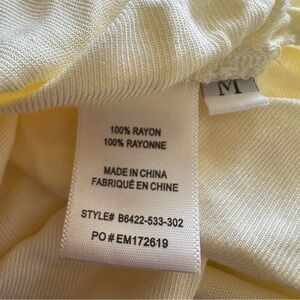 M
100% RAYON
100% RAYONNE
MADE IN CHINA
FABRIQUÉ EN CHINE
STYLE# B6422-533-302
PO # EM172619